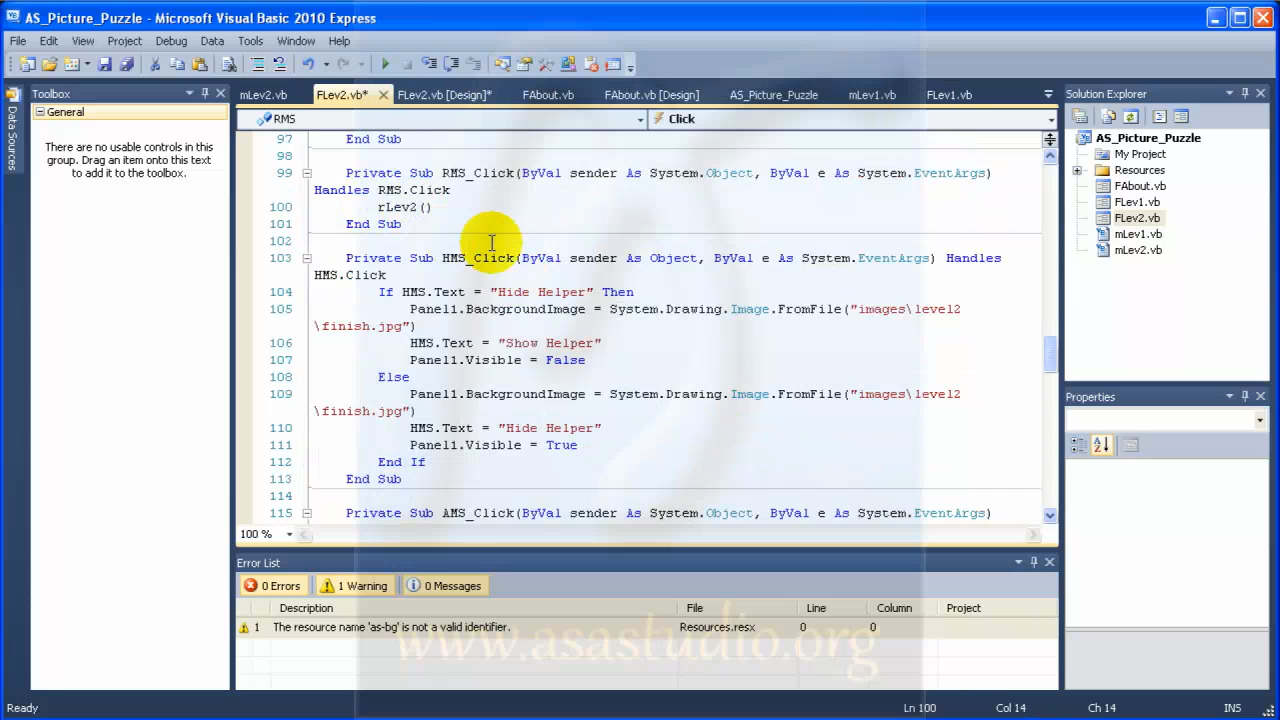 AS_Picture_Puzzle - Microsoft Visual Basic 2010 Express
File Edit View Project Debug Data Tools Window Help
Data Sources
Toolbox
General
There are no usable controls in this
group. Drag an item onto this text
to add it to the toolbox.
mLev2.vb FLev2.vb* FLev2.vb [Design]* FAbout.vb FAbout.vb [Design] AS_Picture_Puzzle mLev1.vb FLev1.vb
RMS Click
97 End Sub
98
99 Private Sub RMS_Click(ByVal sender As System.Object, ByVal e As System.EventArgs)
Handles RMS.Click
100 rLev2()
101 End Sub
102
103 Private Sub HMS_Click(ByVal sender As Object, ByVal e As System.EventArgs) Handles
HMS.Click
104 If HMS.Text = "Hide Helper" Then
105 Panel1.BackgroundImage = System.Drawing.Image.FromFile("images\level2
\finish.jpg")
106 HMS.Text = "Show Helper"
107 Panel1.Visible = False
108 Else
109 Panel1.BackgroundImage = System.Drawing.Image.FromFile("images\level2
\finish.jpg")
110 HMS.Text = "Hide Helper"
111 Panel1.Visible = True
112 End If
113 End Sub
114
115 Private Sub AMS_Click(ByVal sender As System.Object, ByVal e As System.EventArgs)
100 %
Solution Explorer
AS_Picture_Puzzle
My Project
Resources
FAbout.vb
FLev1.vb
FLev2.vb
mLev1.vb
mLev2.vb
Properties
Error List
0 Errors 1 Warning 0 Messages
Description File Line Column Project
1 The resource name 'as-bg' is not a valid identifier. Resources.resx 0 0
www.asastudio.org
Ready Ln 100 Col 14 Ch 14 INS